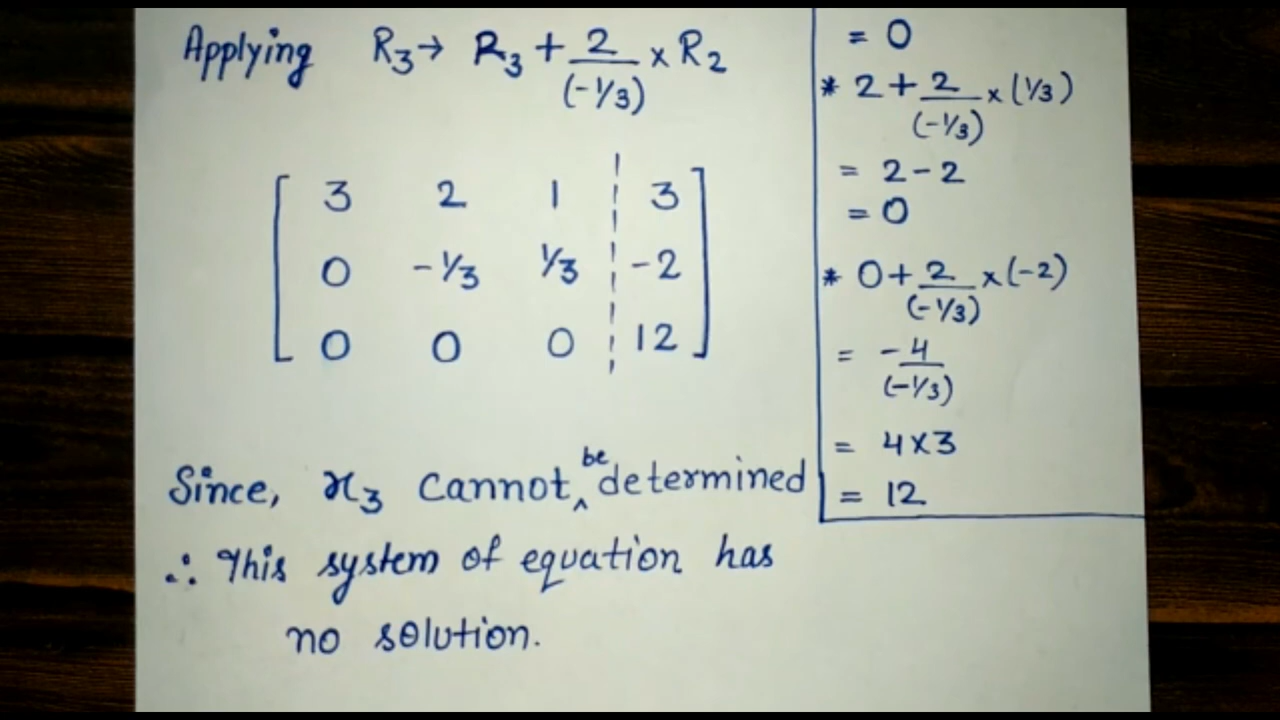 Applying R₃→ R₃ + 2/(-1/3) × R₂
[ 3 2 1 ¦ 3 ]
[ 0 -1/3 1/3 ¦ -2 ]
[ 0 0 0 ¦ 12 ]
Since, x₃ cannot be determined
∴ This system of equation has
no solution.
= 0
* 2 + 2/(-1/3) × (1/3)
= 2 - 2
= 0
* 0 + 2/(-1/3) × (-2)
= -4/(-1/3)
= 4 × 3
= 12